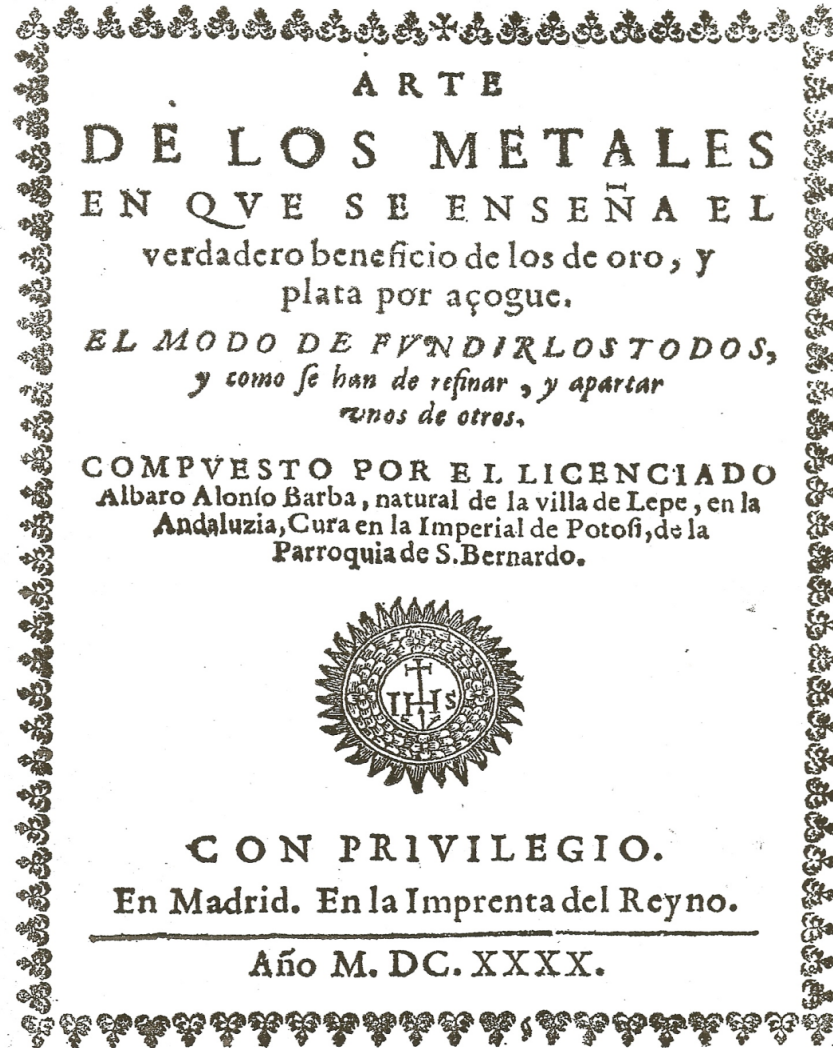 ARTE
DE LOS METALES
EN QVE SE ENSEÑA EL
verdadero beneficio de los de oro, y
plata por açogue.
EL MODO DE FVNDIRLOS TODOS,
y como ſe han de refinar, y apartar
vnos de otros.
COMPVESTO POR EL LICENCIADO
Albaro Alonſo Barba, natural de la villa de Lepe, en la
Andaluzia, Cura en la Imperial de Potoſi, de la
Parroquia de S. Bernardo.
IHS
CON PRIVILEGIO.
En Madrid. En la Imprenta del Reyno.
Año M. DC. XXXX.